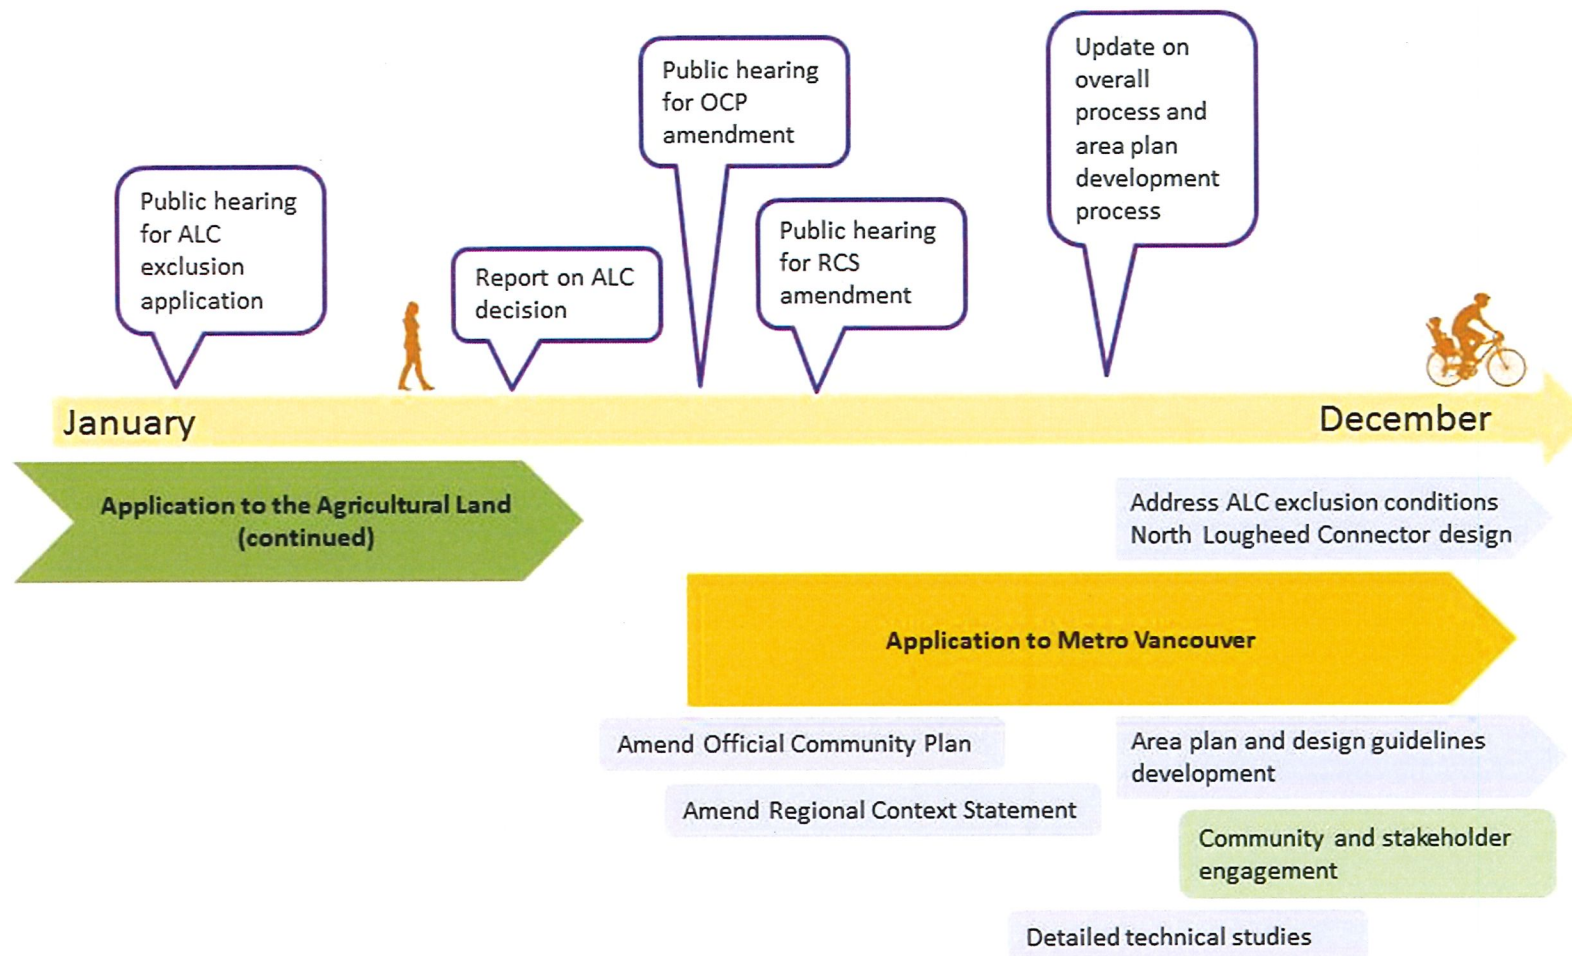 Public hearing
for ALC
exclusion
application
Report on ALC
decision
Public hearing
for OCP
amendment
Public hearing
for RCS
amendment
Update on
overall
process and
area plan
development
process
January
December
Application to the Agricultural Land
(continued)
Address ALC exclusion conditions
North Lougheed Connector design
Application to Metro Vancouver
Amend Official Community Plan
Area plan and design guidelines
development
Amend Regional Context Statement
Community and stakeholder
engagement
Detailed technical studies